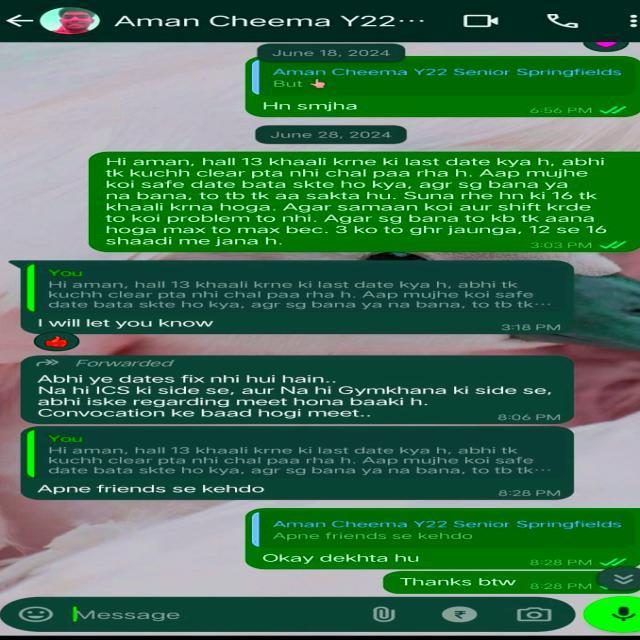 Aman Cheema Y22...
June 18, 2024
Aman Cheema Y22 Senior Springfields
But 👆🏻
Hn smjha
6:56 PM
June 28, 2024
Hi aman, hall 13 khaali krne ki last date kya h, abhi
tk kuchh clear pta nhi chal paa rha h. Aap mujhe
koi safe date bata skte ho kya, agr sg bana ya
na bana, to tb tk aa sakta hu. Suna rhe hn ki 16 tk
khaali krna hoga. Agar samaan koi aur shift krde
to koi problem to nhi. Agar sg bana to kb tk aana
hoga max to max bec. 3 ko to ghr jaunga, 12 se 16
shaadi me jana h.
3:03 PM
You
Hi aman, hall 13 khaali krne ki last date kya h, abhi tk
kuchh clear pta nhi chal paa rha h. Aap mujhe koi safe
date bata skte ho kya, agr sg bana ya na bana, to tb tk...
I will let you know
3:18 PM
Forwarded
Abhi ye dates fix nhi hui hain..
Na hi ICS ki side se, aur Na hi Gymkhana ki side se,
abhi iske regarding meet hona baaki h.
Convocation ke baad hogi meet..
8:06 PM
You
Hi aman, hall 13 khaali krne ki last date kya h, abhi tk
kuchh clear pta nhi chal paa rha h. Aap mujhe koi safe
date bata skte ho kya, agr sg bana ya na bana, to tb tk...
Apne friends se kehdo
8:28 PM
Aman Cheema Y22 Senior Springfields
Apne friends se kehdo
Okay dekhta hu
8:28 PM
Thanks btw
8:28 PM
Message